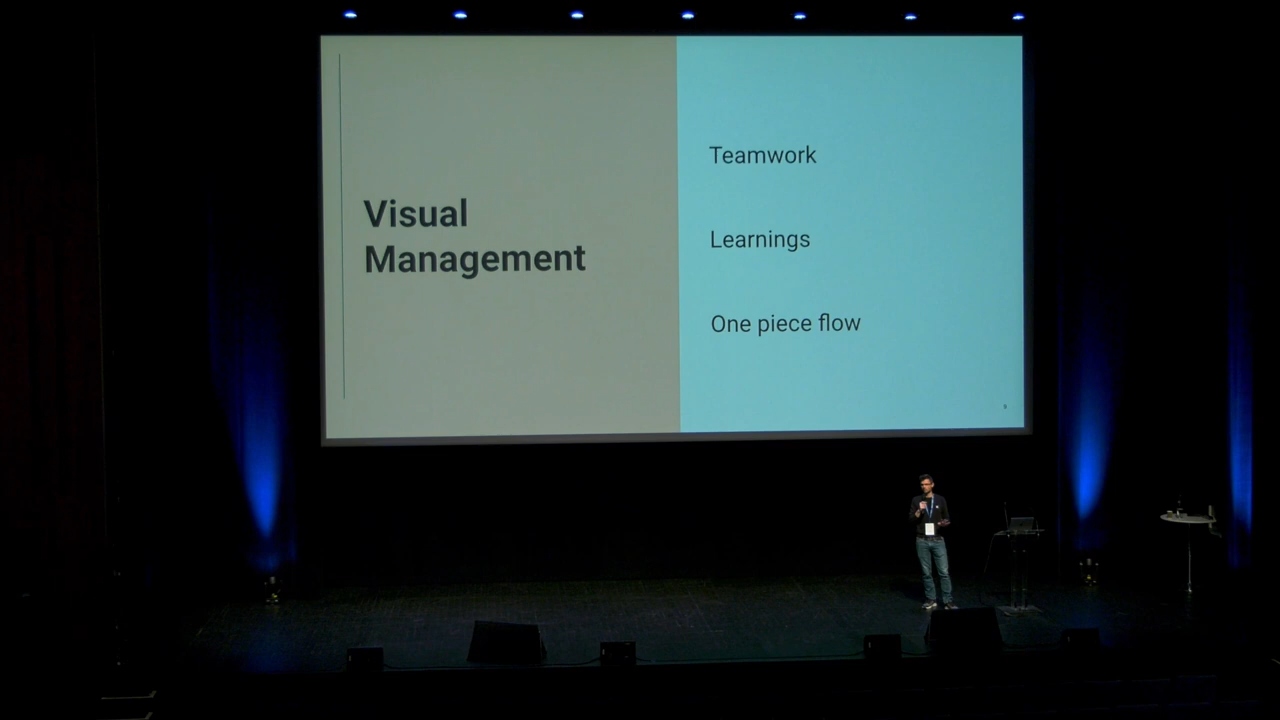 Visual
Management
Teamwork
Learnings
One piece flow